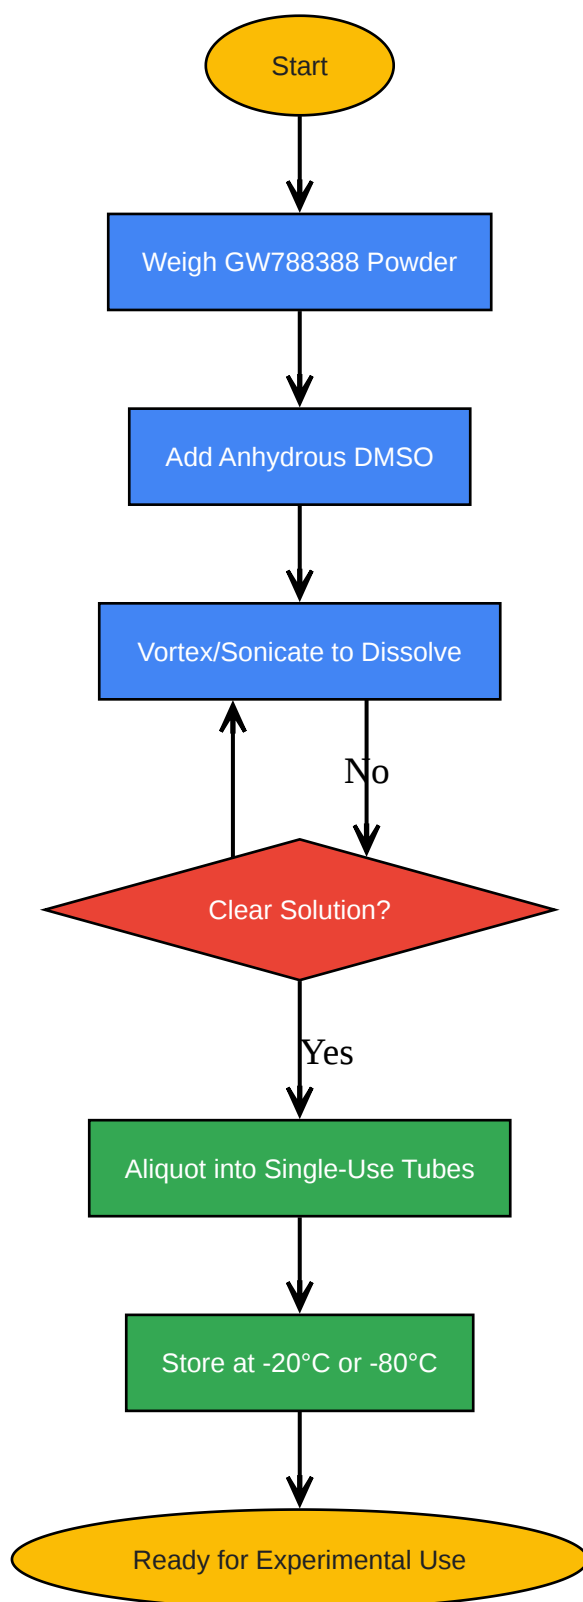 Start
Weigh GW788388 Powder
Add Anhydrous DMSO
Vortex/Sonicate to Dissolve
No
Clear Solution?
Yes
Aliquot into Single-Use Tubes
Store at -20°C or -80°C
Ready for Experimental Use